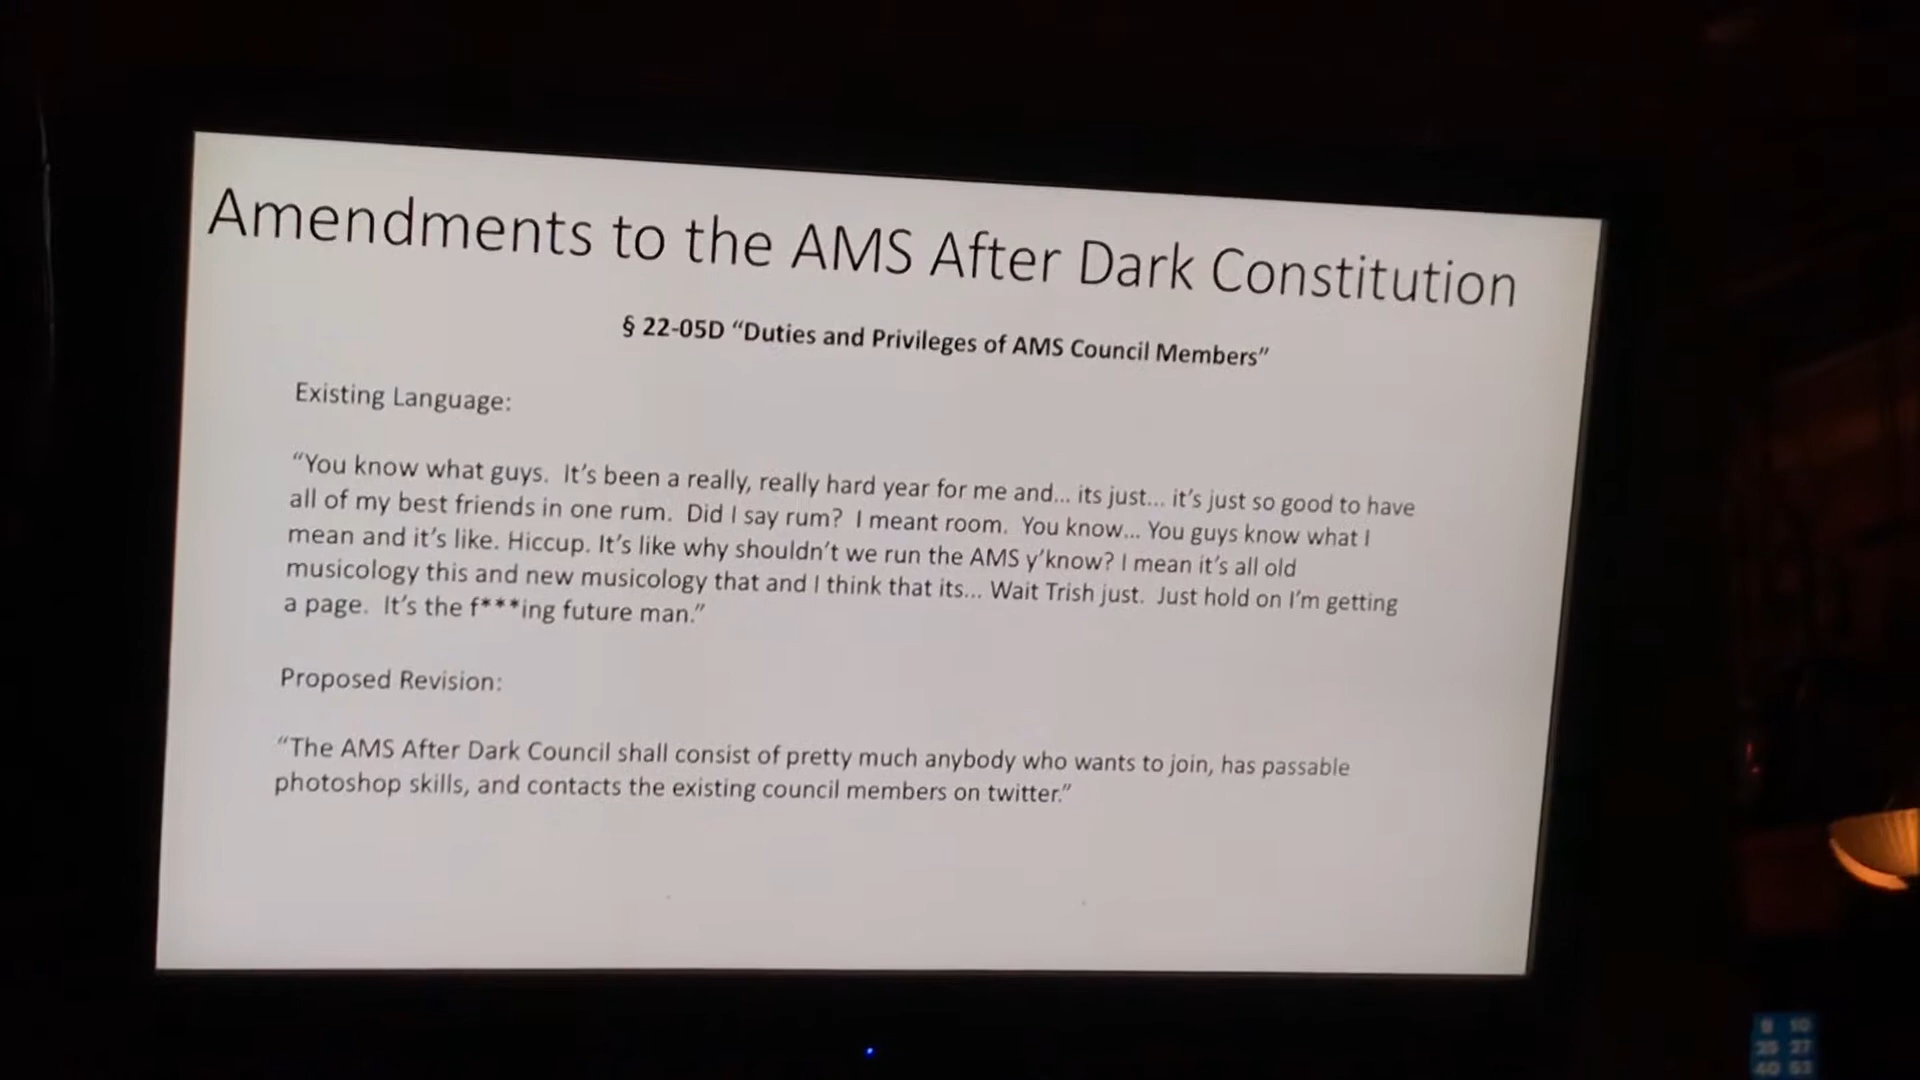 Amendments to the AMS After Dark Constitution
§ 22-05D “Duties and Privileges of AMS Council Members”
Existing Language:
“You know what guys.  It’s been a really, really hard year for me and... its just... it’s just so good to have
all of my best friends in one rum.  Did I say rum?  I meant room.  You know... You guys know what I
mean and it’s like. Hiccup. It’s like why shouldn’t we run the AMS y’know? I mean it’s all old
musicology this and new musicology that and I think that its... Wait Trish just.  Just hold on I’m getting
a page.  It’s the f***ing future man.”
Proposed Revision:
“The AMS After Dark Council shall consist of pretty much anybody who wants to join, has passable
photoshop skills, and contacts the existing council members on twitter.”
27